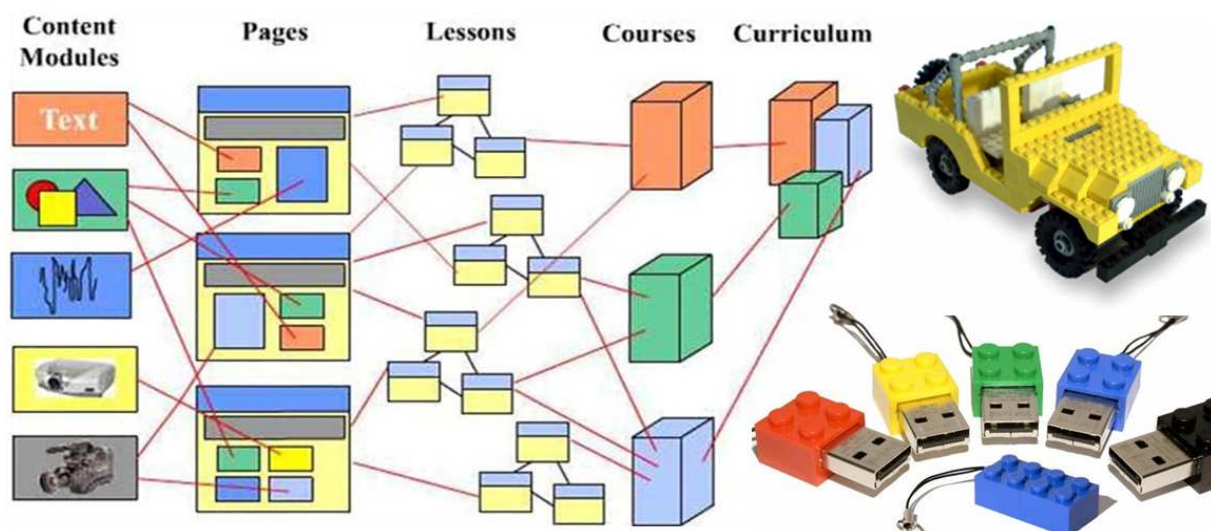 Content
Modules
Pages
Lessons
Courses
Curriculum
Text